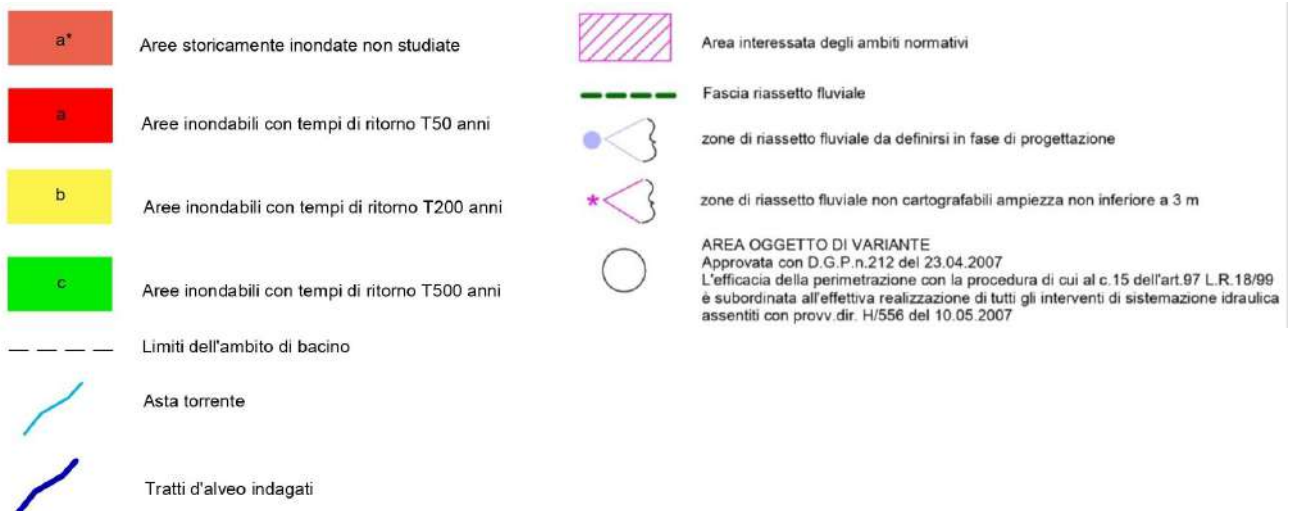 a*
Aree storicamente inondate non studiate
a
Aree inondabili con tempi di ritorno T50 anni
b
Aree inondabili con tempi di ritorno T200 anni
c
Aree inondabili con tempi di ritorno T500 anni
Limiti dell'ambito di bacino
Asta torrente
Tratti d'alveo indagati
Area interessata degli ambiti normativi
Fascia riassetto fluviale
zone di riassetto fluviale da definirsi in fase di progettazione
* zone di riassetto fluviale non cartografabili ampiezza non inferiore a 3 m
AREA OGGETTO DI VARIANTE
Approvata con D.G.P.n.212 del 23.04.2007
L'efficacia della perimetrazione con la procedura di cui al c.15 dell'art.97 L.R.18/99
è subordinata all'effettiva realizzazione di tutti gli interventi di sistemazione idraulica
assentiti con provv.dir. H/556 del 10.05.2007